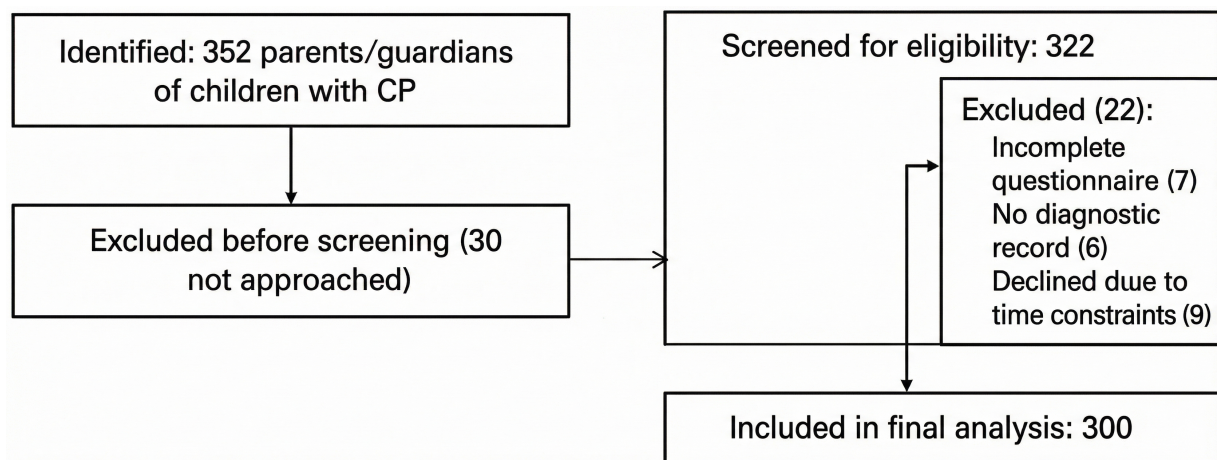 Identified: 352 parents/guardians
of children with CP
Excluded before screening (30
not approached)
Screened for eligibility: 322
Excluded (22):
Incomplete
questionnaire (7)
No diagnostic
record (6)
Declined due to
time constraints (9)
Included in final analysis: 300